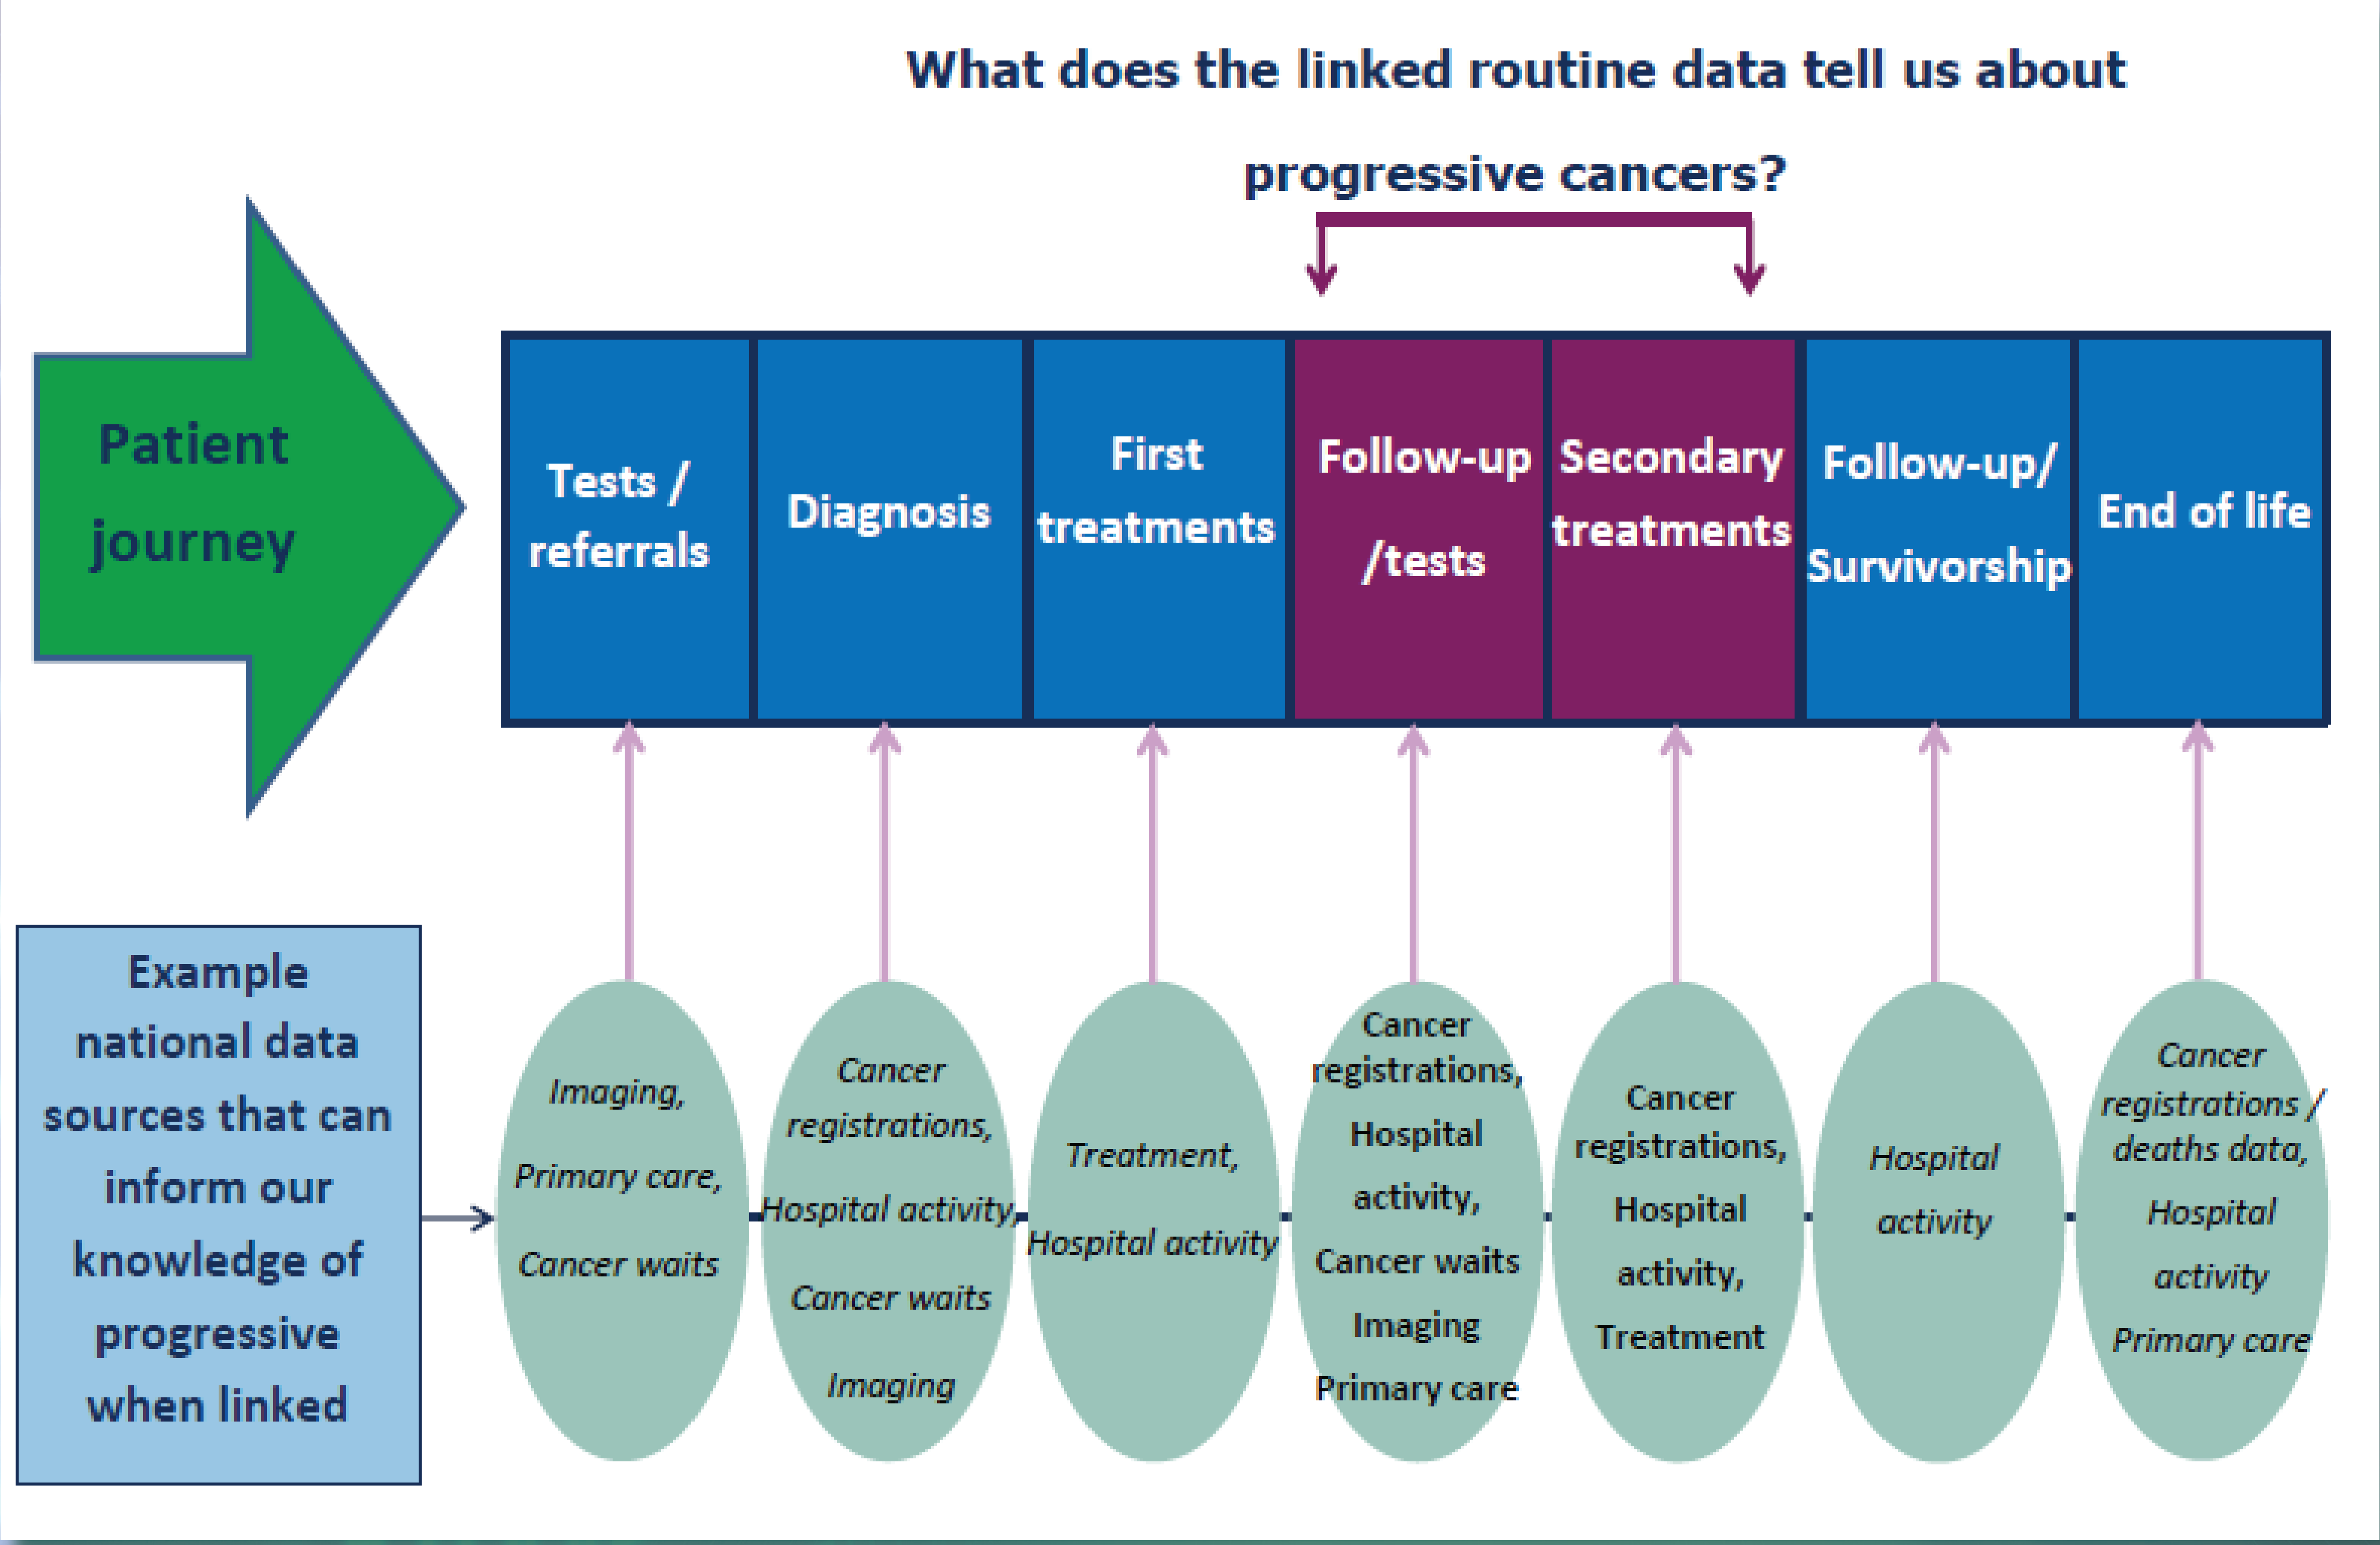 What does the linked routine data tell us about
progressive cancers?
Patient
journey
Tests /
referrals
Diagnosis
First
treatments
Follow-up
/tests
Secondary
treatments
Follow-up/
Survivorship
End of life
Example
national data
sources that can
inform our
knowledge of
progressive
when linked
Imaging,
Primary care,
Cancer waits
Cancer
registrations,
Hospital activity,
Cancer waits
Imaging
Treatment,
Hospital activity
Cancer
registrations,
Hospital
activity,
Cancer waits
Imaging
Primary care
Cancer
registrations,
Hospital
activity,
Treatment
Hospital
activity
Cancer
registrations /
deaths data,
Hospital
activity
Primary care